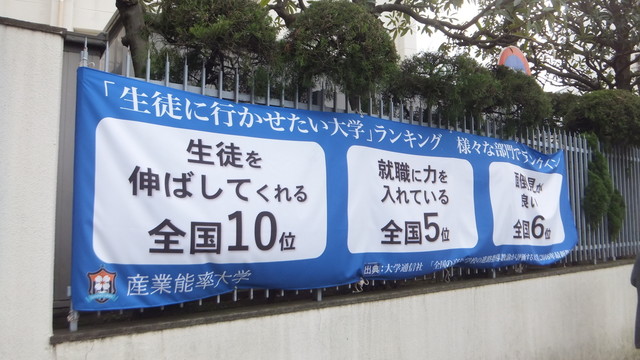 「生徒に行かせたい大学」ランキング 様々な部門でランクイン
生徒を
伸ばしてくれる
全国10位
就職に力を
入れている
全国5位
面倒見が
良い
全国6位
産業能率大学
出典:大学通信社